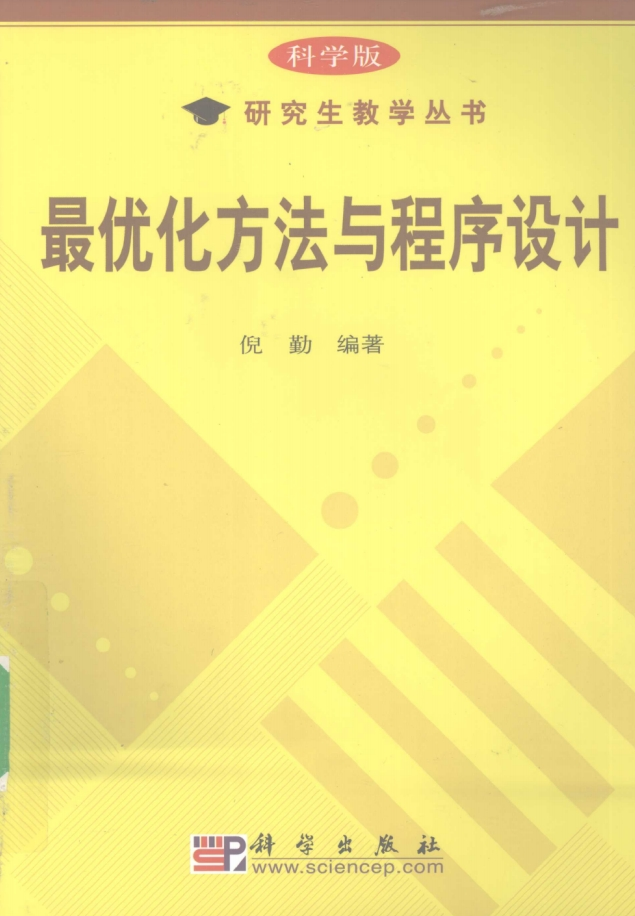 科学版
研究生教学丛书
最优化方法与程序设计
倪 勤 编著
科学出版社
www.sciencep.com